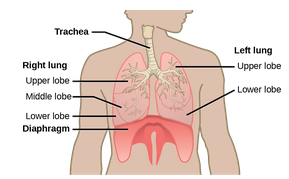 Trachea
Left lung
Upper lobe
Lower lobe
Right lung
Upper lobe
Middle lobe
Lower lobe
Diaphragm